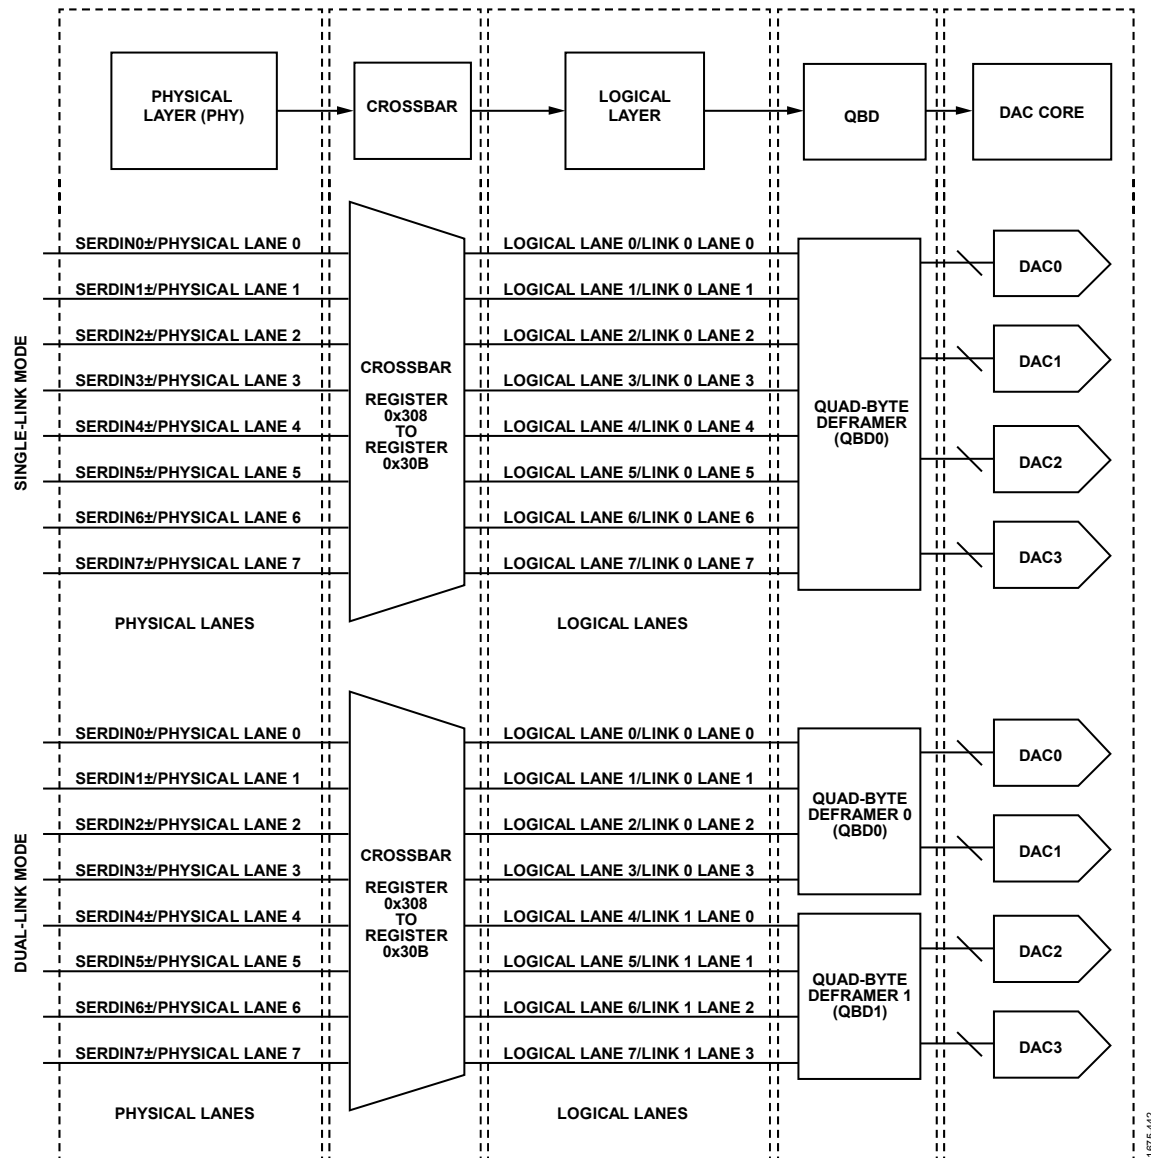 PHYSICAL
LAYER (PHY)
CROSSBAR
LOGICAL
LAYER
QBD
DAC CORE
SINGLE-LINK MODE
SERDIN0±/PHYSICAL LANE 0
SERDIN1±/PHYSICAL LANE 1
SERDIN2±/PHYSICAL LANE 2
SERDIN3±/PHYSICAL LANE 3
SERDIN4±/PHYSICAL LANE 4
SERDIN5±/PHYSICAL LANE 5
SERDIN6±/PHYSICAL LANE 6
SERDIN7±/PHYSICAL LANE 7
PHYSICAL LANES
CROSSBAR
REGISTER
0x308
TO
REGISTER
0x30B
LOGICAL LANE 0/LINK 0 LANE 0
LOGICAL LANE 1/LINK 0 LANE 1
LOGICAL LANE 2/LINK 0 LANE 2
LOGICAL LANE 3/LINK 0 LANE 3
LOGICAL LANE 4/LINK 0 LANE 4
LOGICAL LANE 5/LINK 0 LANE 5
LOGICAL LANE 6/LINK 0 LANE 6
LOGICAL LANE 7/LINK 0 LANE 7
LOGICAL LANES
QUAD-BYTE
DEFRAMER
(QBD0)
DAC0
DAC1
DAC2
DAC3
DUAL-LINK MODE
SERDIN0±/PHYSICAL LANE 0
SERDIN1±/PHYSICAL LANE 1
SERDIN2±/PHYSICAL LANE 2
SERDIN3±/PHYSICAL LANE 3
SERDIN4±/PHYSICAL LANE 4
SERDIN5±/PHYSICAL LANE 5
SERDIN6±/PHYSICAL LANE 6
SERDIN7±/PHYSICAL LANE 7
PHYSICAL LANES
CROSSBAR
REGISTER
0x308
TO
REGISTER
0x30B
LOGICAL LANE 0/LINK 0 LANE 0
LOGICAL LANE 1/LINK 0 LANE 1
LOGICAL LANE 2/LINK 0 LANE 2
LOGICAL LANE 3/LINK 0 LANE 3
LOGICAL LANE 4/LINK 1 LANE 0
LOGICAL LANE 5/LINK 1 LANE 1
LOGICAL LANE 6/LINK 1 LANE 2
LOGICAL LANE 7/LINK 1 LANE 3
LOGICAL LANES
QUAD-BYTE
DEFRAMER 0
(QBD0)
QUAD-BYTE
DEFRAMER 1
(QBD1)
DAC0
DAC1
DAC2
DAC3